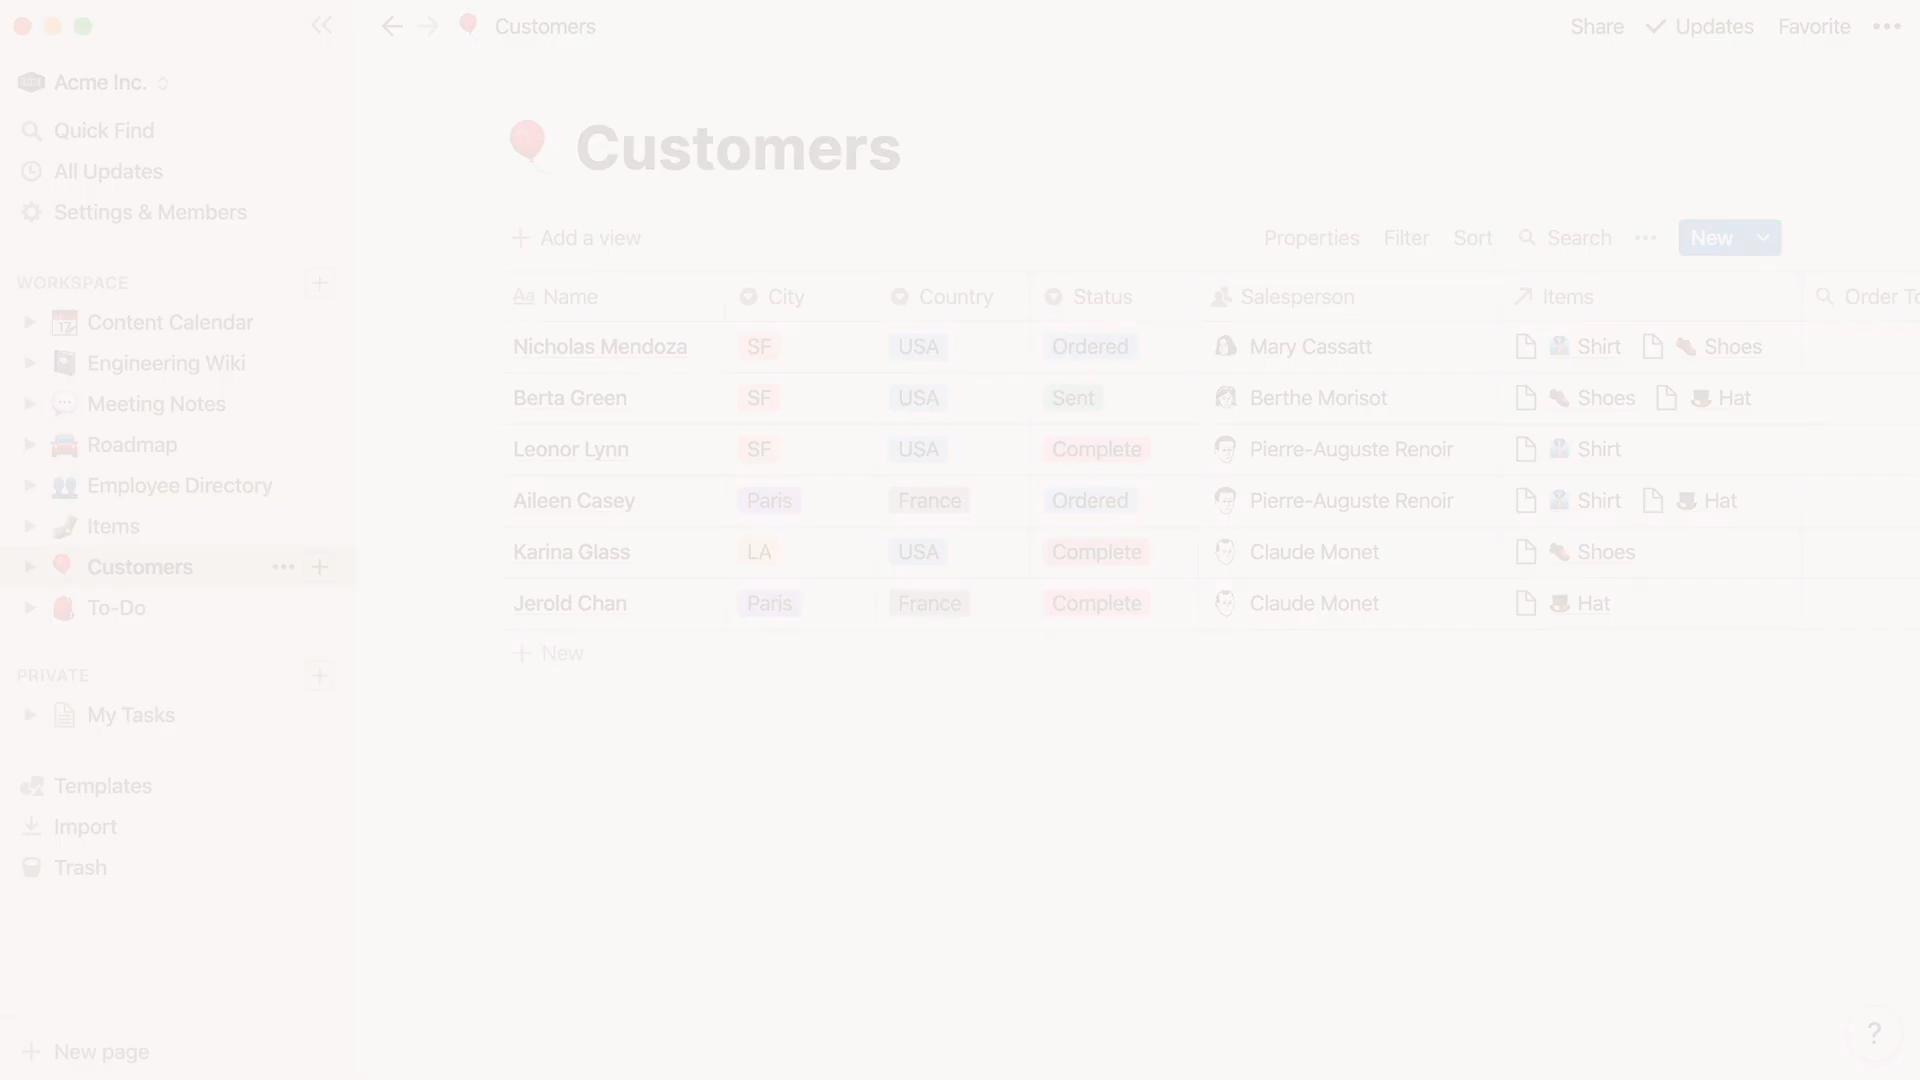 Customers
Share Updates Favorite
Acme Inc.
Quick Find
All Updates
Settings & Members
WORKSPACE
Content Calendar
Engineering Wiki
Meeting Notes
Roadmap
Employee Directory
Items
Customers
To-Do
PRIVATE
My Tasks
Templates
Import
Trash
New page
Customers
Add a view
Properties Filter Sort Search New
Aa Name City Country Status Salesperson Items Order To
Nicholas Mendoza SF USA Ordered Mary Cassatt Shirt Shoes
Berta Green SF USA Sent Berthe Morisot Shoes Hat
Leonor Lynn SF USA Complete Pierre-Auguste Renoir Shirt
Aileen Casey Paris France Ordered Pierre-Auguste Renoir Shirt Hat
Karina Glass LA USA Complete Claude Monet Shoes
Jerold Chan Paris France Complete Claude Monet Hat
New
?